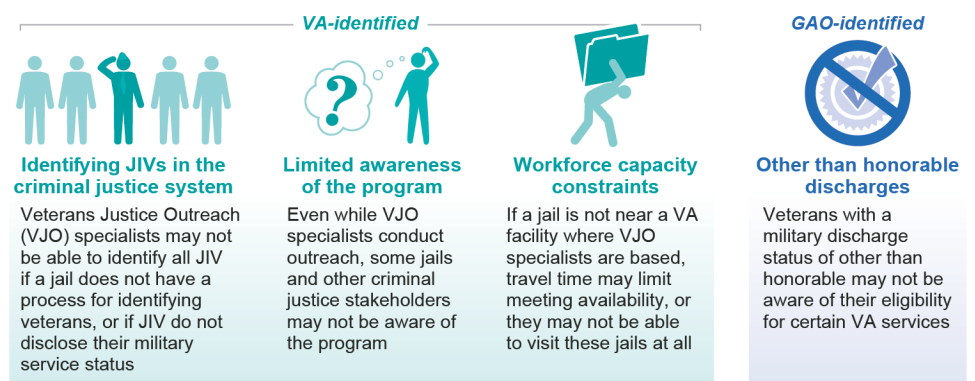 VA-identified
GAO-identified
?
Identifying JIVs in the
criminal justice system
Veterans Justice Outreach
(VJO) specialists may not
be able to identify all JIV
if a jail does not have a
process for identifying
veterans, or if JIV do not
disclose their military
service status
Limited awareness
of the program
Even while VJO
specialists conduct
outreach, some jails
and other criminal
justice stakeholders
may not be aware of
the program
Workforce capacity
constraints
If a jail is not near a VA
facility where VJO
specialists are based,
travel time may limit
meeting availability, or
they may not be able
to visit these jails at all
Other than honorable
discharges
Veterans with a
military discharge
status of other than
honorable may not be
aware of their eligibility
for certain VA services